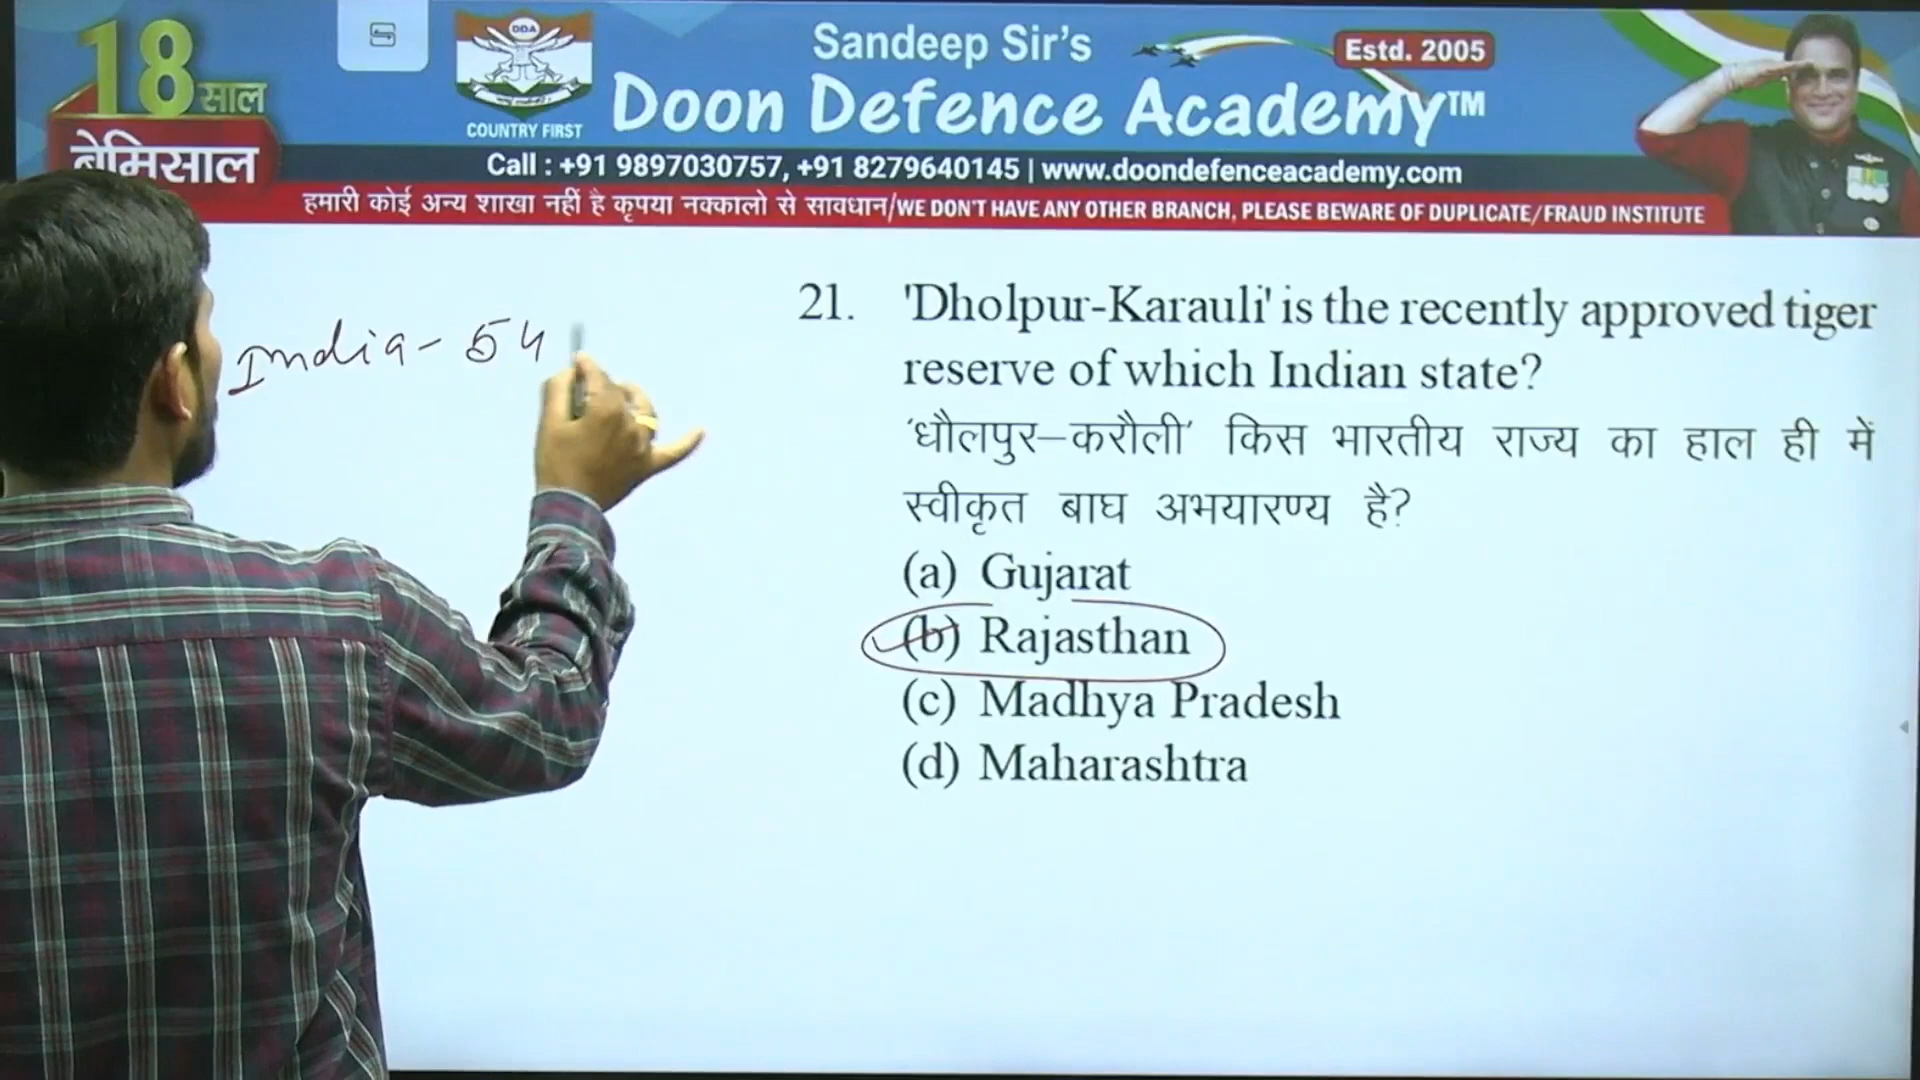 18 साल
बेमिसाल
DDA
COUNTRY FIRST
Sandeep Sir's
Estd. 2005
Doon Defence Academy™
Call : +91 9897030757, +91 8279640145 | www.doondefenceacademy.com
हमारी कोई अन्य शाखा नहीं है कृपया नक्कालो से सावधान/WE DON'T HAVE ANY OTHER BRANCH, PLEASE BEWARE OF DUPLICATE/FRAUD INSTITUTE
India - 54
21. 'Dholpur-Karauli' is the recently approved tiger
reserve of which Indian state?
'धौलपुर–करौली' किस भारतीय राज्य का हाल ही में
स्वीकृत बाघ अभयारण्य है?
(a) Gujarat
(b) Rajasthan
(c) Madhya Pradesh
(d) Maharashtra